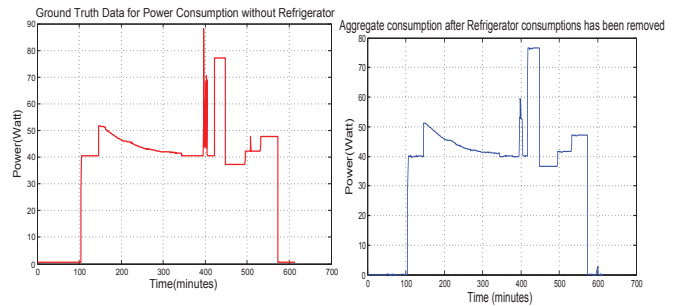 Ground Truth Data for Power Consumption without Refrigerator
90
80
70
60
50
40
30
20
10
0
Power(Watt)
0 100 200 300 400 500 600 700
Time(minutes)
Aggregate consumption after Refrigerator consumptions has been removed
80
70
60
50
40
30
20
10
0
Power(Watt)
0 100 200 300 400 500 600 700
Time (minutes)